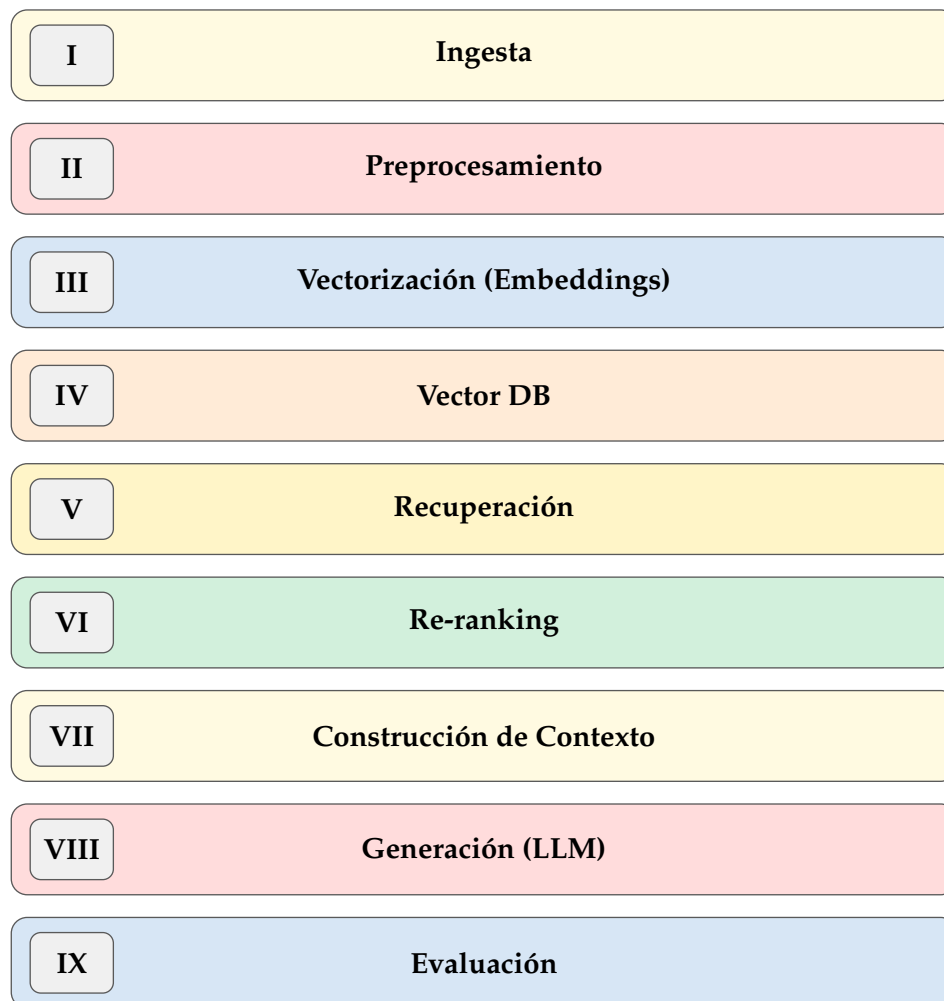 I Ingesta
II Preprocesamiento
III Vectorización (Embeddings)
IV Vector DB
V Recuperación
VI Re-ranking
VII Construcción de Contexto
VIII Generación (LLM)
IX Evaluación